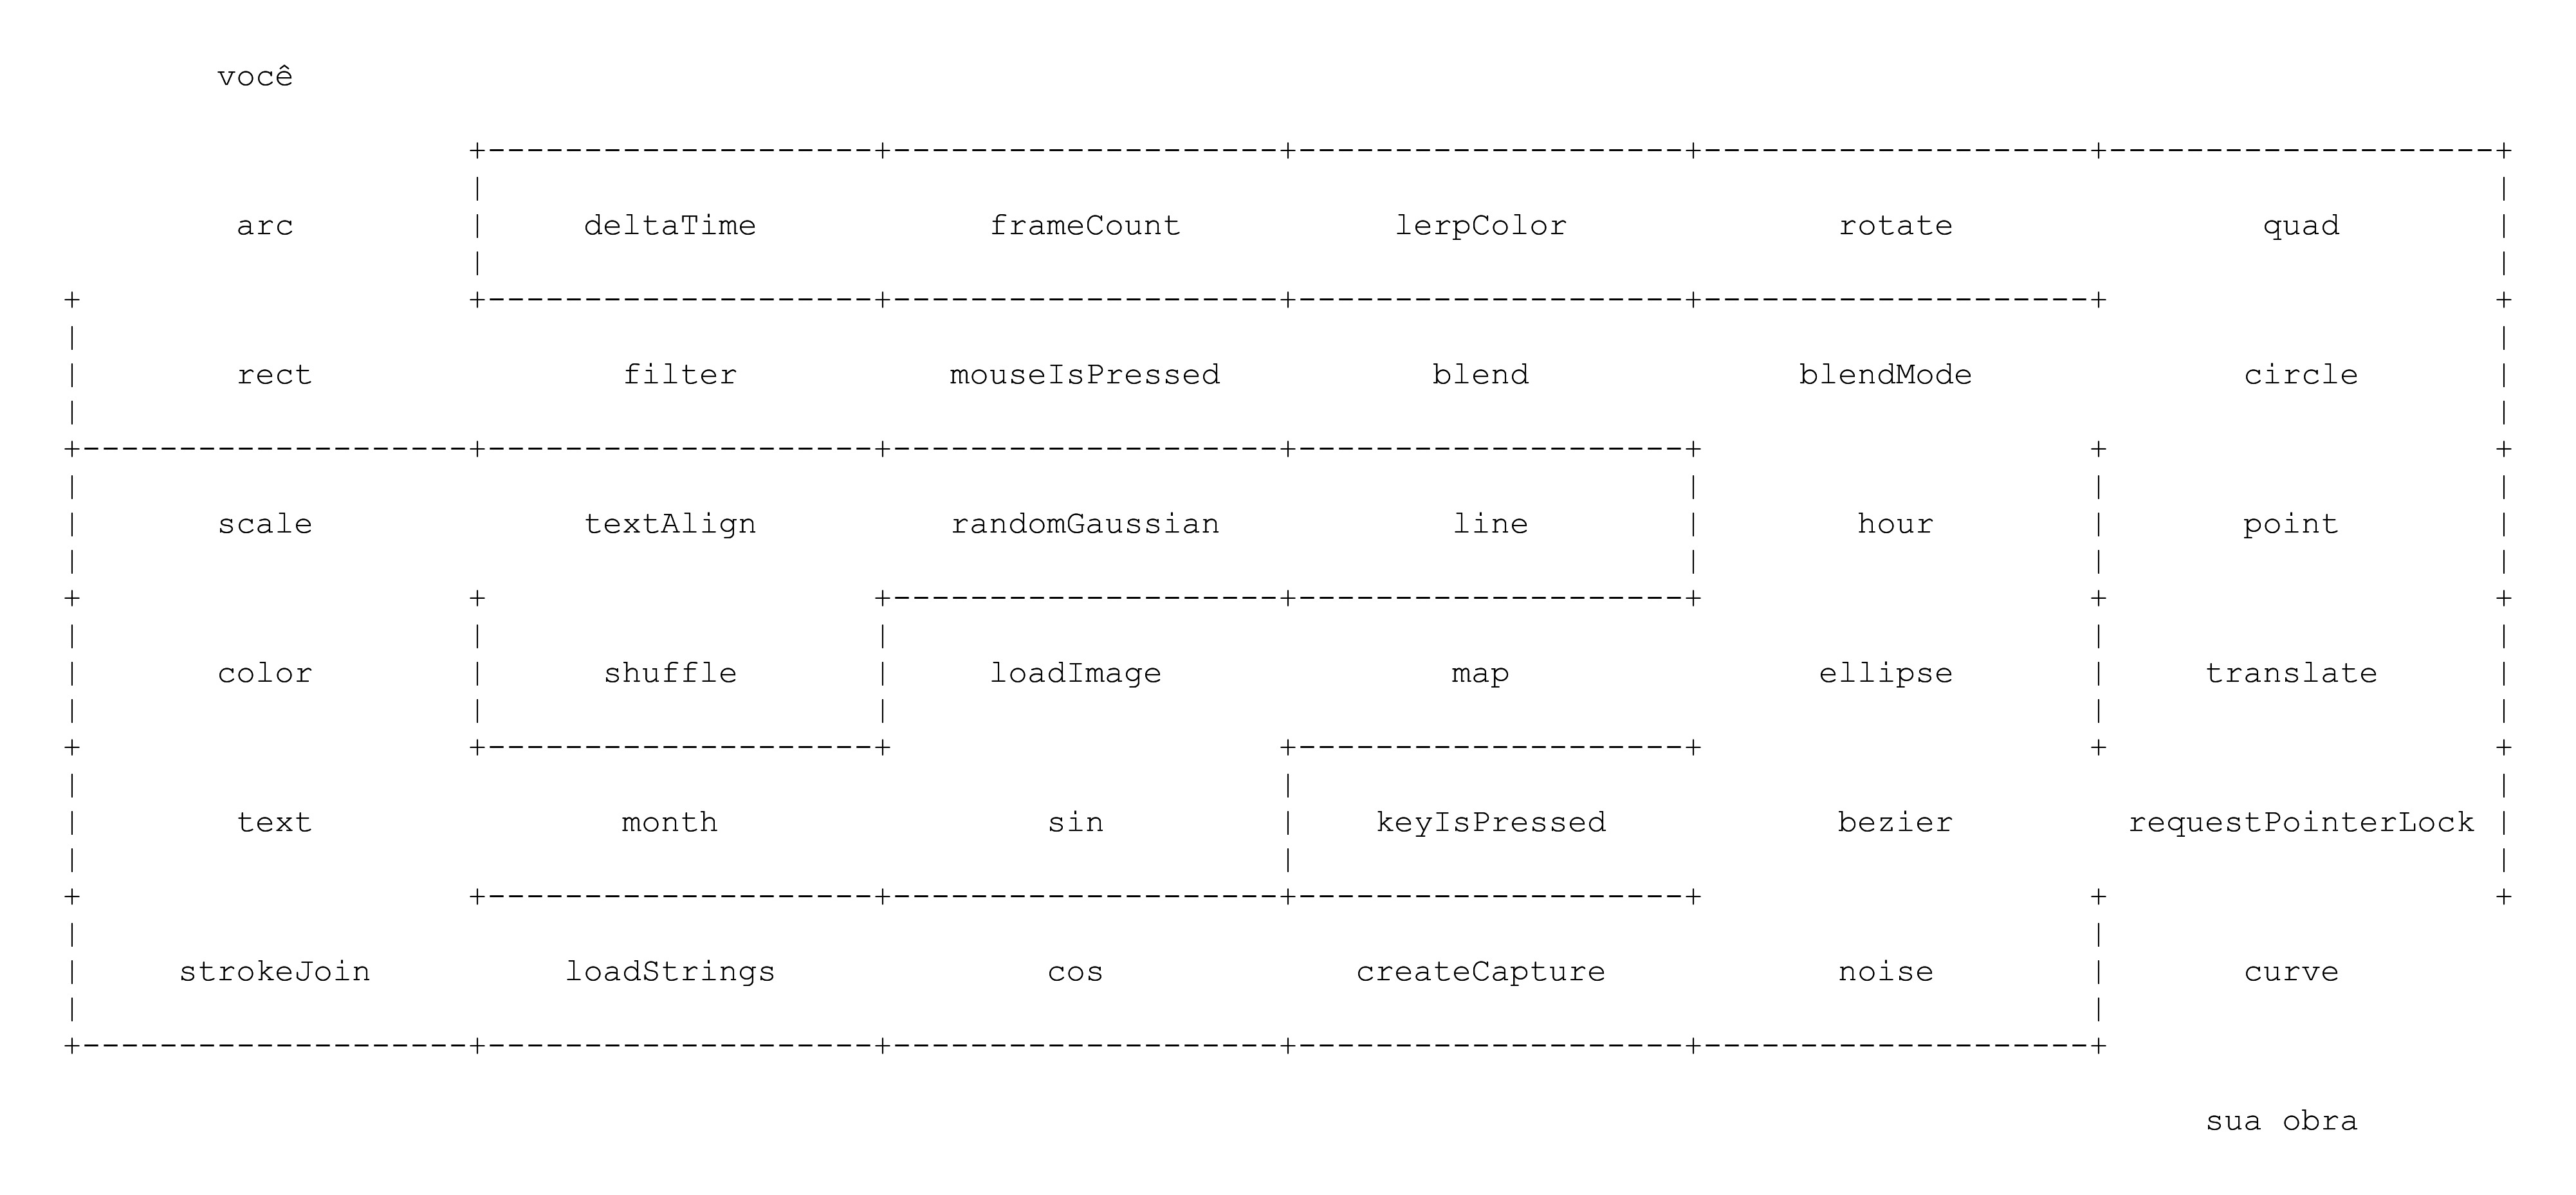 você
arc deltaTime frameCount lerpColor rotate quad
rect filter mouseIsPressed blend blendMode circle
scale textAlign randomGaussian line hour point
color shuffle loadImage map ellipse translate
text month sin keyIsPressed bezier requestPointerLock
strokeJoin loadStrings cos createCapture noise curve
sua obra